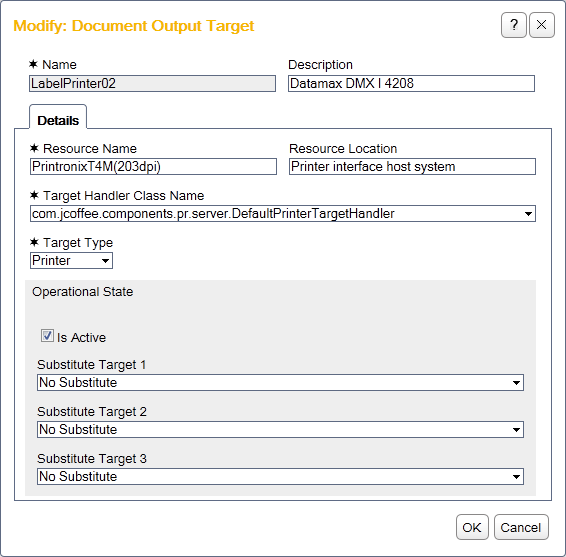 Modify: Document Output Target
? ×
✶ Name Description
LabelPrinter02 Datamax DMX I 4208
Details
✶ Resource Name Resource Location
PrintronixT4M(203dpi) Printer interface host system
✶ Target Handler Class Name
com.jcoffee.components.pr.server.DefaultPrinterTargetHandler
✶ Target Type
Printer
Operational State
Is Active
Substitute Target 1
No Substitute
Substitute Target 2
No Substitute
Substitute Target 3
No Substitute
OK Cancel